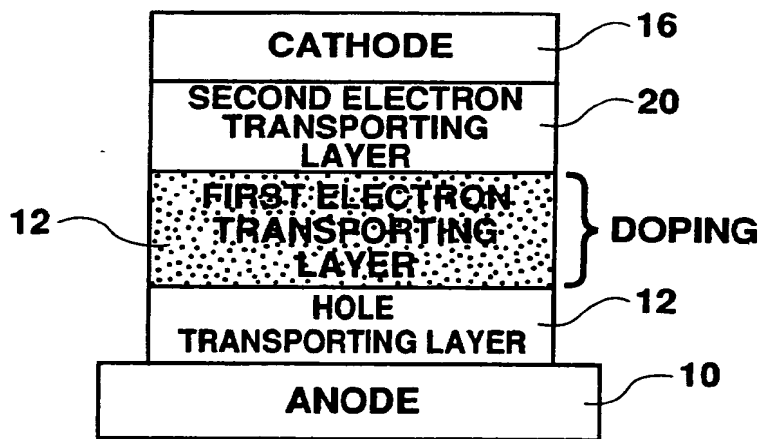 CATHODE
16
SECOND ELECTRON
TRANSPORTING
LAYER
20
12
FIRST ELECTRON
TRANSPORTING
LAYER
DOPING
HOLE
TRANSPORTING LAYER
12
ANODE
10